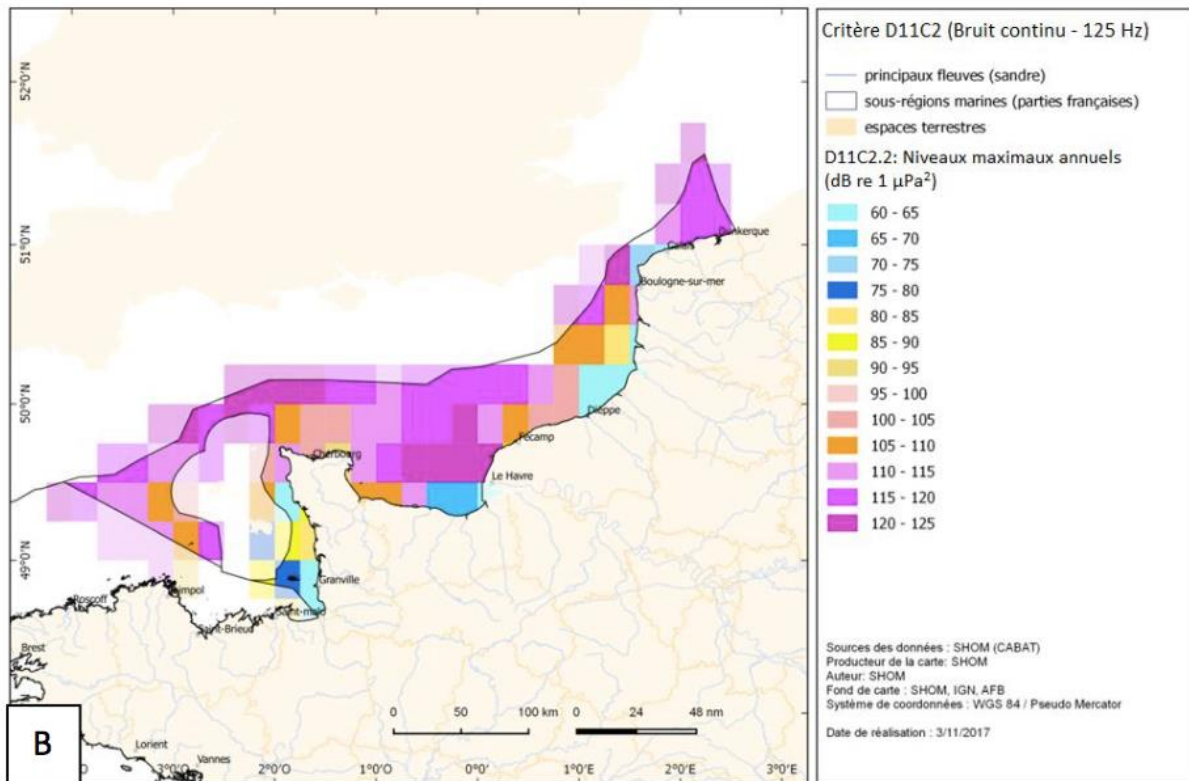 52°0'N
51°0'N
50°0'N
49°0'N
Dunkerque
Calais
Boulogne-sur-mer
Dieppe
Fécamp
Le Havre
Cherbourg
Granville
Saint-malo
Saint-Brieuc
Paimpol
Roscoff
Brest
Lorient
Vannes
B
0 50 100 km
0 24 48 nm
3°0'O
2°0'O
1°0'O
0°0'
1°0'E
2°0'E
3°0'E
Critère D11C2 (Bruit continu - 125 Hz)
principaux fleuves (sandre)
sous-régions marines (parties françaises)
espaces terrestres
D11C2.2: Niveaux maximaux annuels
(dB re 1 µPa²)
60 - 65
65 - 70
70 - 75
75 - 80
80 - 85
85 - 90
90 - 95
95 - 100
100 - 105
105 - 110
110 - 115
115 - 120
120 - 125
Sources des données : SHOM (CABAT)
Producteur de la carte: SHOM
Auteur: SHOM
Fond de carte : SHOM, IGN, AFB
Système de coordonnées : WGS 84 / Pseudo Mercator
Date de réalisation : 3/11/2017